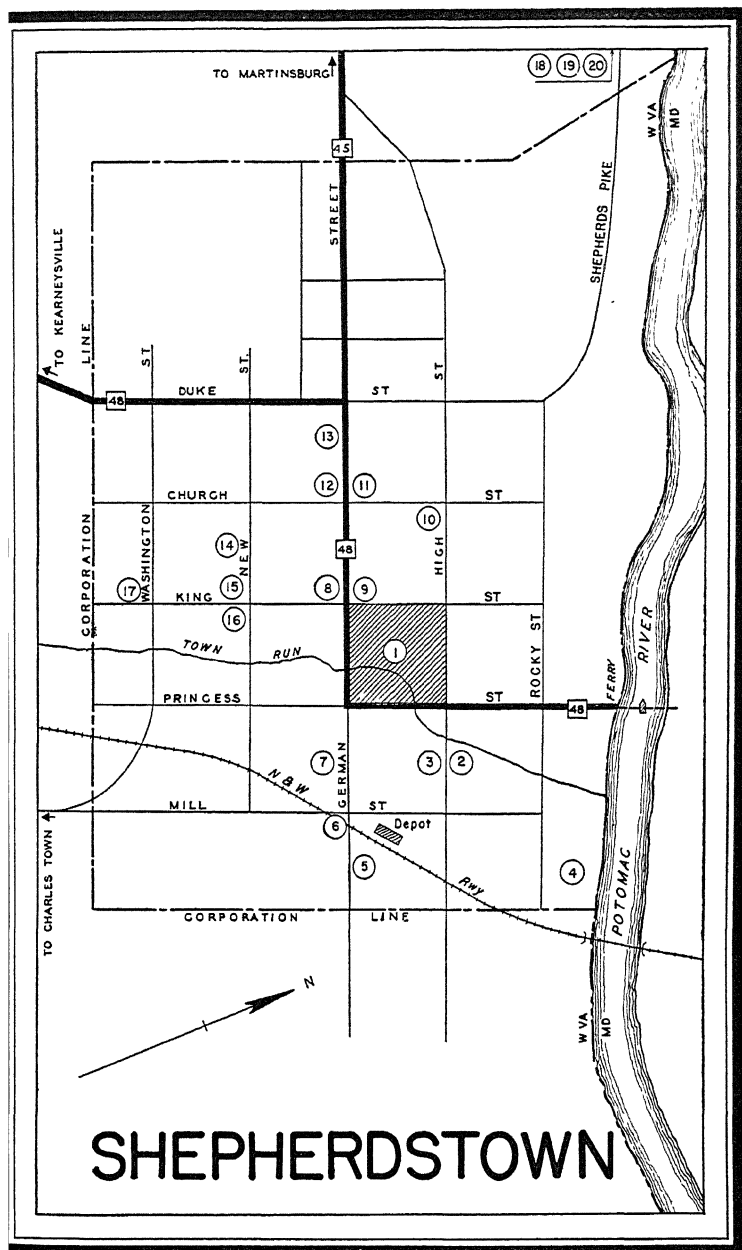 TO MARTINSBURG
18 19 20
W VA
MD
45
STREET
SHEPHERDS PIKE
TO KEARNEYSVILLE
LINE
ST
ST.
ST
DUKE
ST
48
13
12
11
CHURCH
ST
10
CORPORATION
WASHINGTON
14
NEW
48
HIGH
17
15
8
9
KING
ST
16
TOWN RUN
1
ROCKY ST
FERRY
RIVER
PRINCESS
ST
48
7
GERMAN
3
2
N & W
MILL
ST
6
Depot
5
Rwy
4
POTOMAC
TO CHARLES TOWN
CORPORATION LINE
N
W VA
MD
SHEPHERDSTOWN